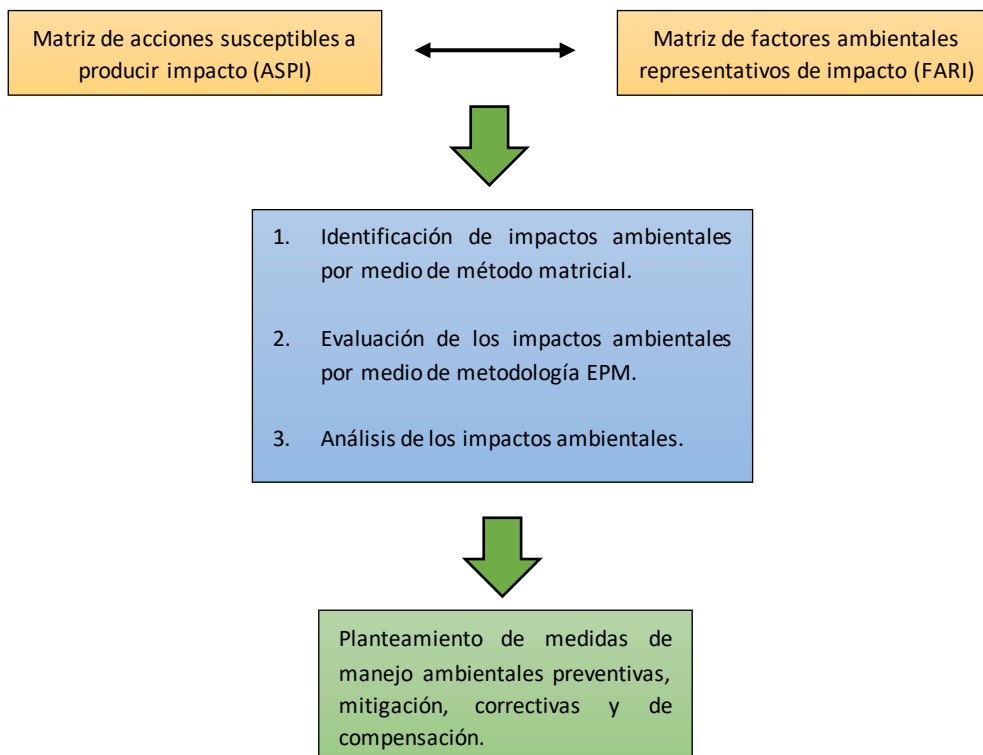 Matriz de acciones susceptibles a
producir impacto (ASPI)
Matriz de factores ambientales
representativos de impacto (FARI)
1. Identificación de impactos ambientales
por medio de método matricial.
2. Evaluación de los impactos ambientales
por medio de metodología EPM.
3. Análisis de los impactos ambientales.
Planteamiento de medidas de
manejo ambientales preventivas,
mitigación, correctivas y de
compensación.